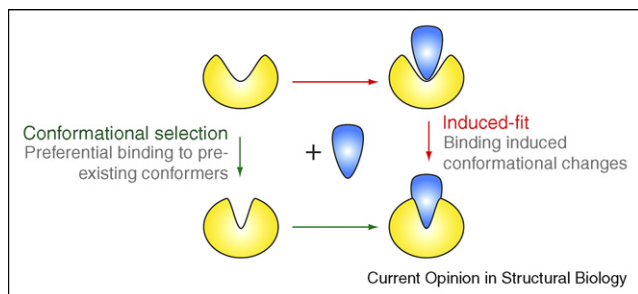 Conformational selection
Preferential binding to pre-
existing conformers
+
Induced-fit
Binding induced
conformational changes
Current Opinion in Structural Biology